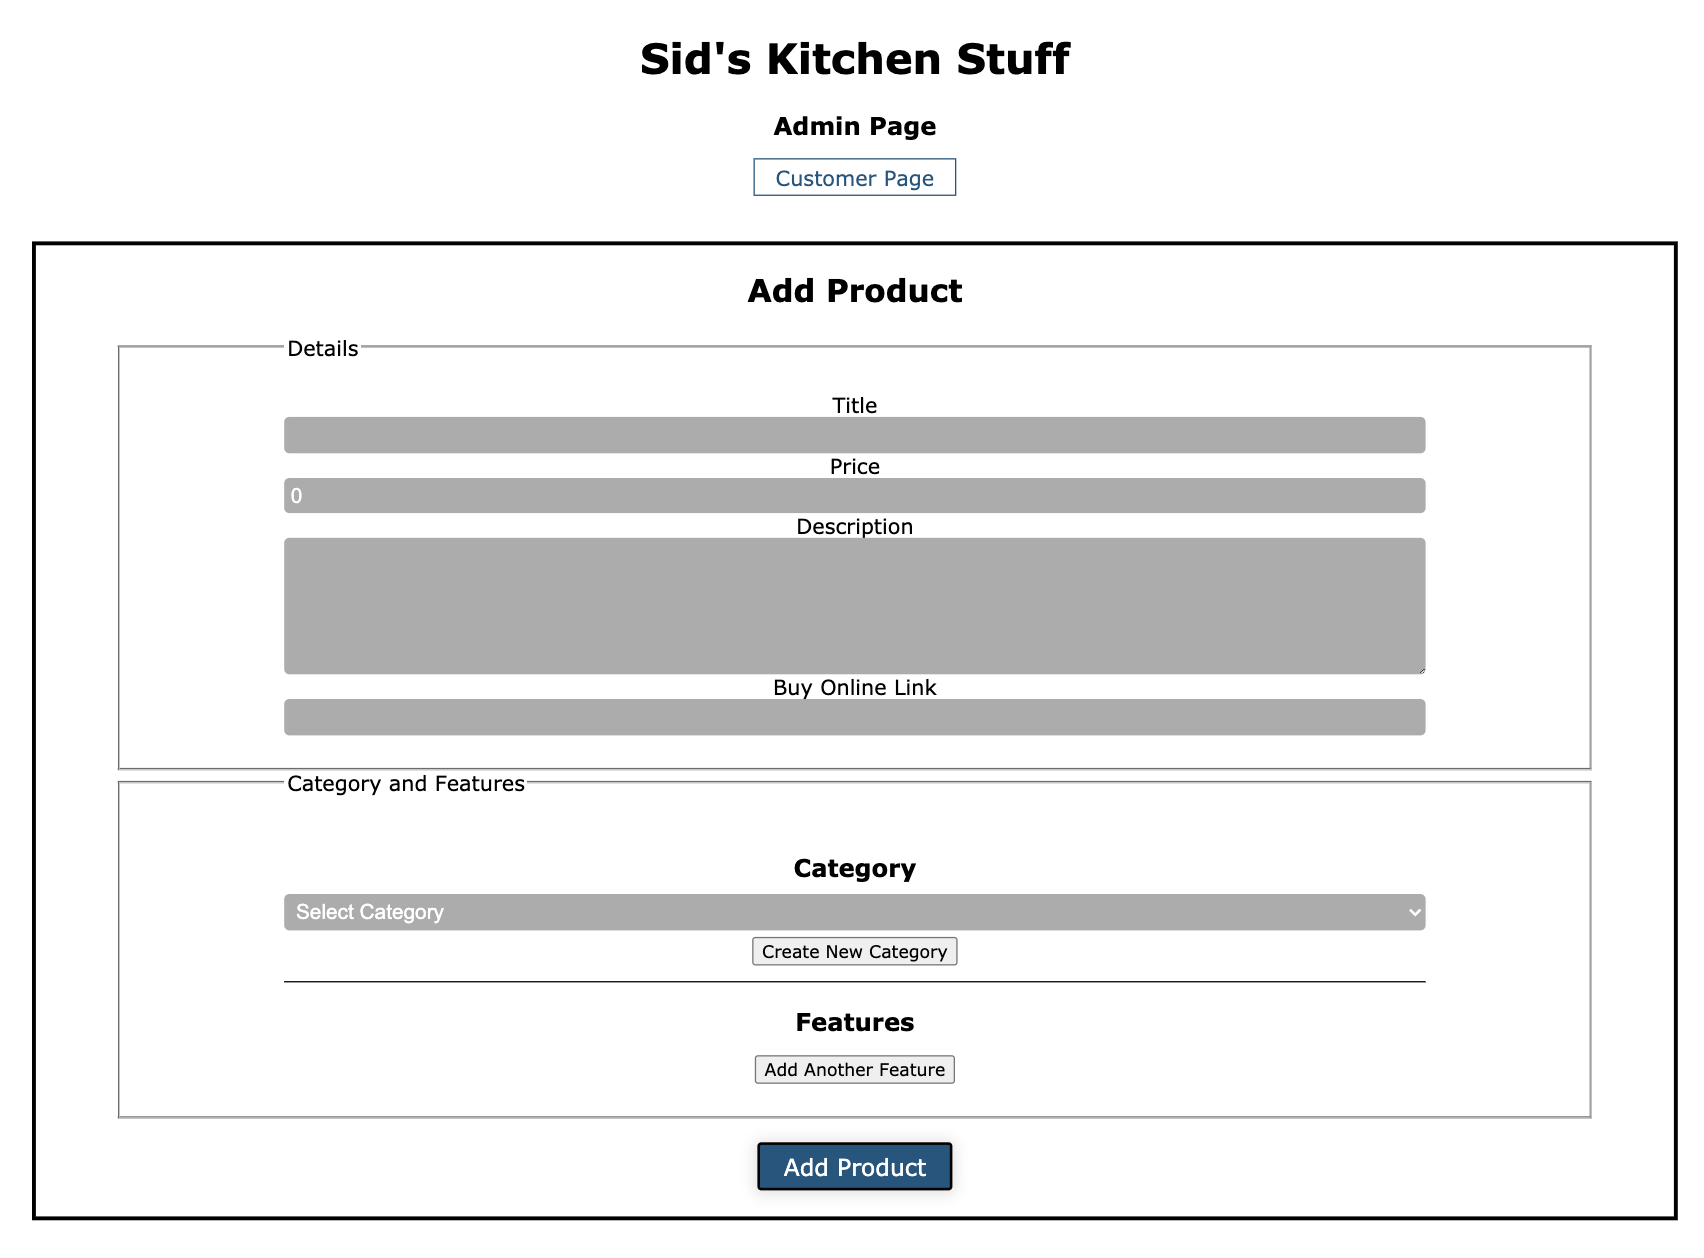 Sid's Kitchen Stuff
Admin Page
Customer Page
Add Product
Details
Title
Price
0
Description
Buy Online Link
Category and Features
Category
Select Category
Create New Category
Features
Add Another Feature
Add Product